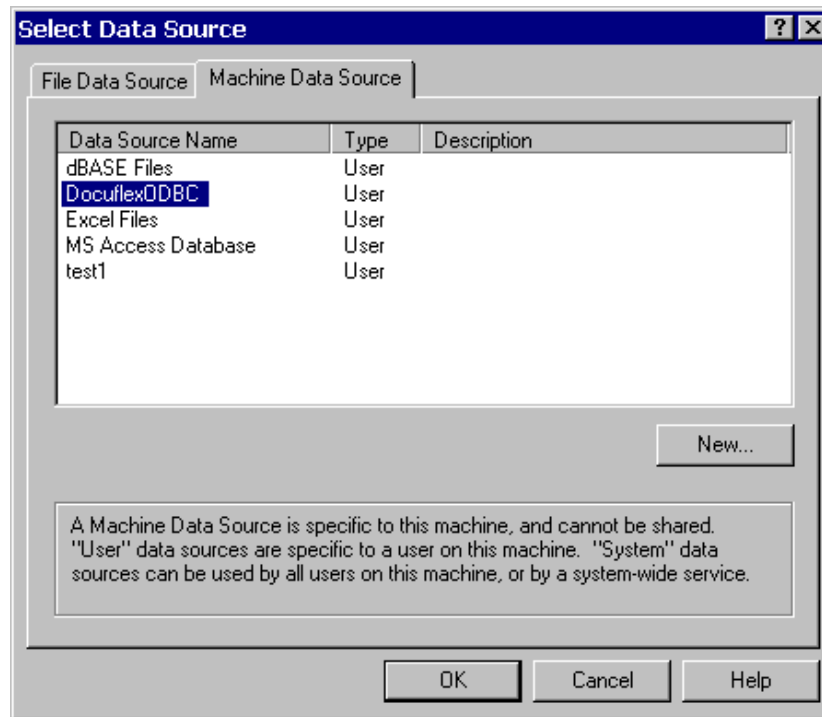 Select Data Source
File Data Source Machine Data Source
Data Source Name Type Description
dBASE Files User
DocuflexODBC User
Excel Files User
MS Access Database User
test1 User
New...
A Machine Data Source is specific to this machine, and cannot be shared.
"User" data sources are specific to a user on this machine. "System" data
sources can be used by all users on this machine, or by a system-wide service.
OK Cancel Help